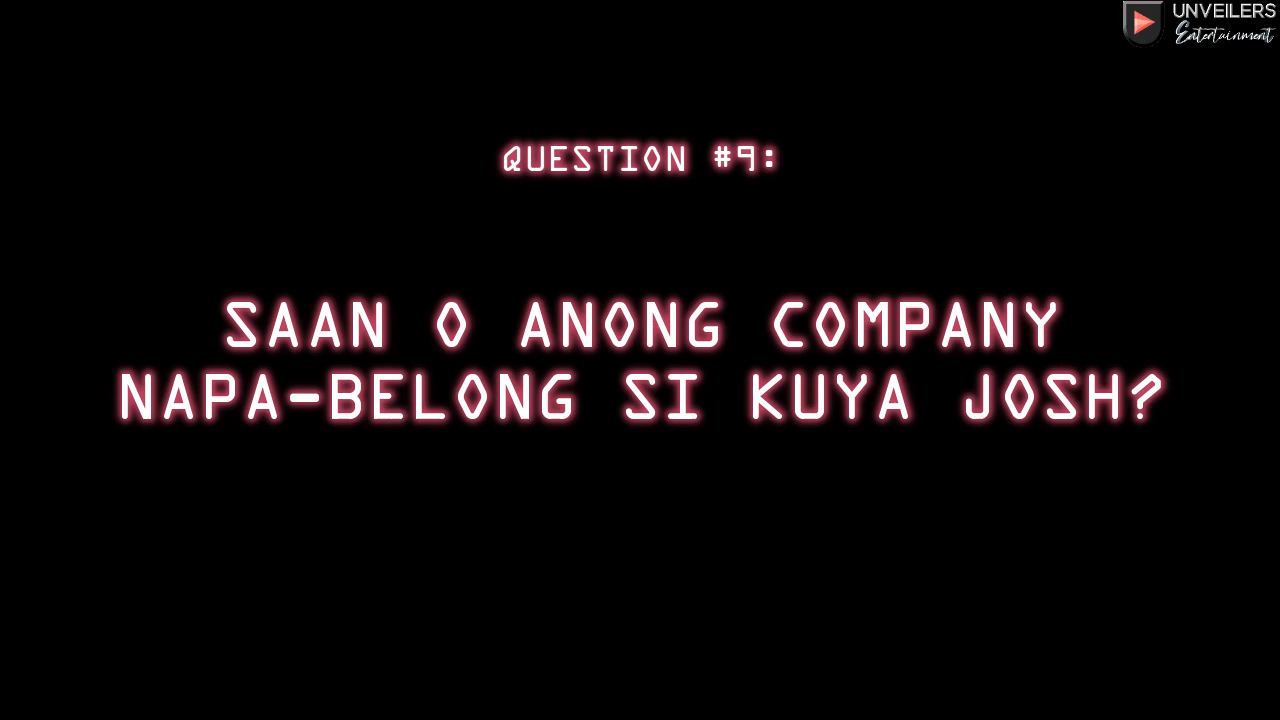 UNVEILERS
Entertainment
QUESTION #9:
SAAN O ANONG COMPANY
NAPA-BELONG SI KUYA JOSH?